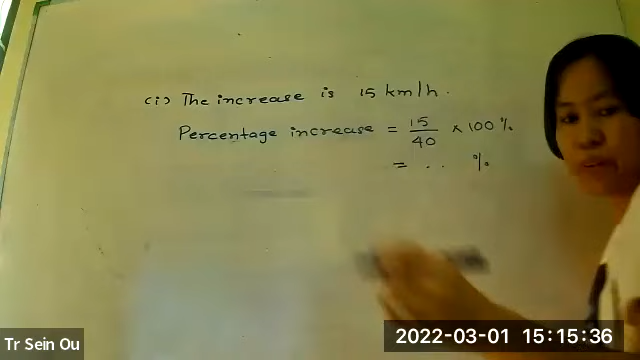 (i) The increase is 15 km/h.
Percentage increase = 15/40 × 100 %
= .. %
Tr Sein Ou
2022-03-01 15:15:36